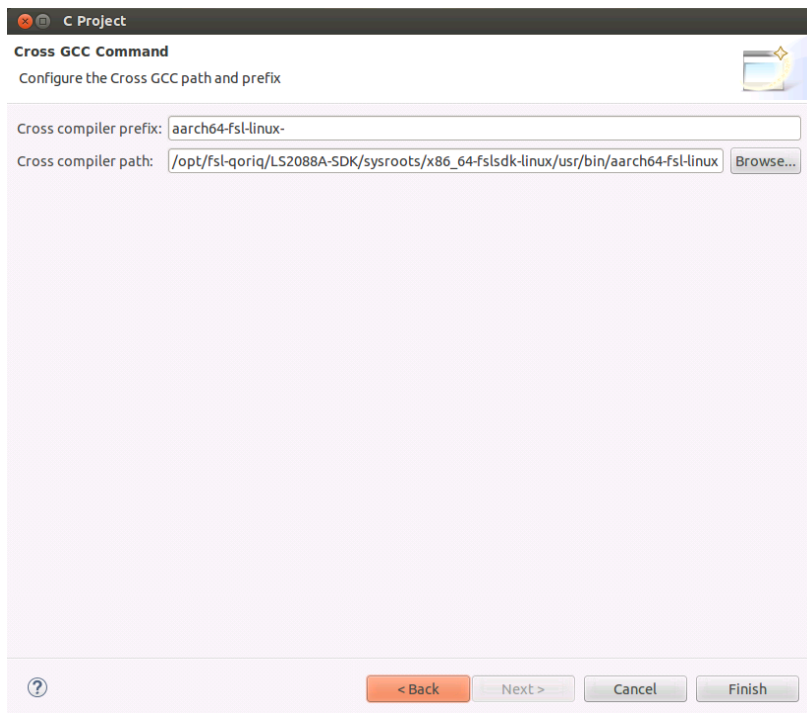 C Project
Cross GCC Command
Configure the Cross GCC path and prefix
Cross compiler prefix: aarch64-fsl-linux-
Cross compiler path: /opt/fsl-qoriq/LS2088A-SDK/sysroots/x86_64-fslsdk-linux/usr/bin/aarch64-fsl-linux Browse...
? < Back Next > Cancel Finish